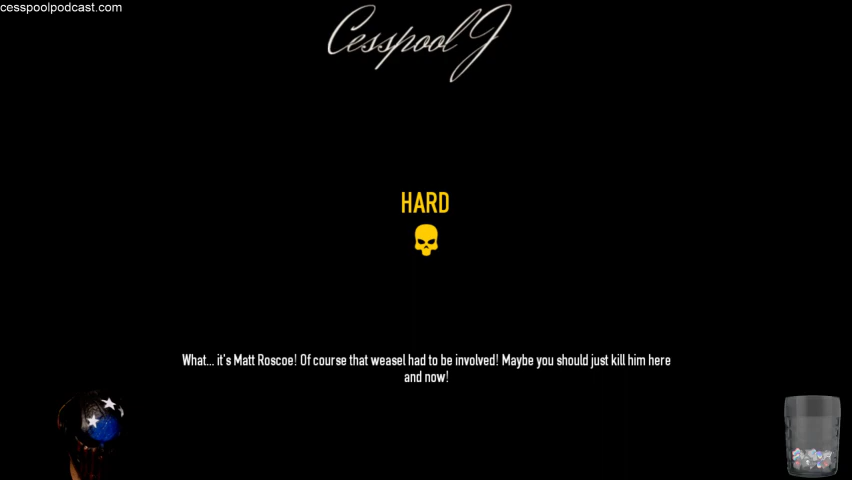 cesspoolpodcast.com
Cesspool J
HARD
What... it's Matt Roscoe! Of course that weasel had to be involved! Maybe you should just kill him here
and now!